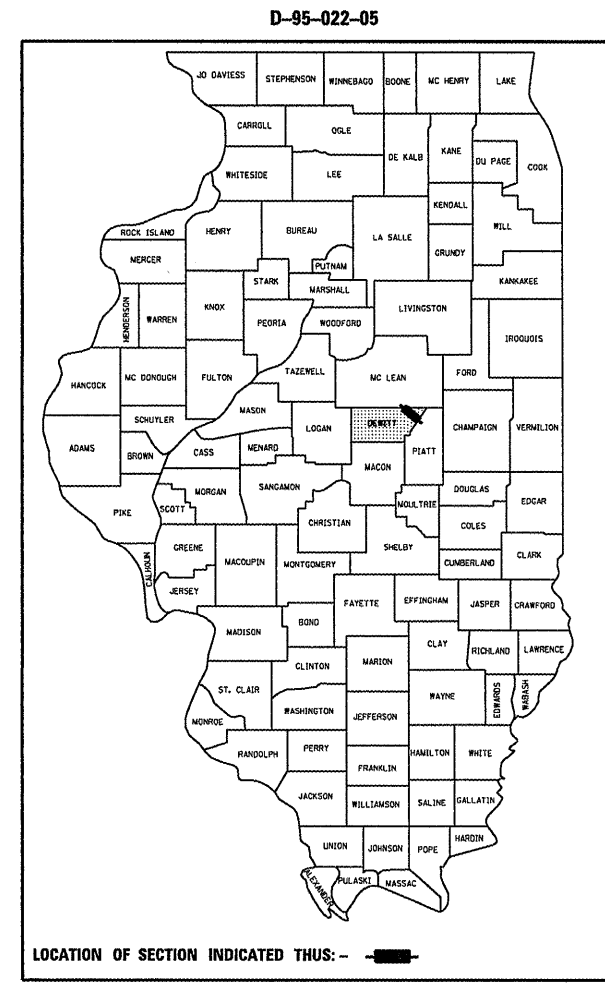 D-95-022-05
JO DAVIESS STEPHENSON WINNEBAGO BOONE MC HENRY LAKE
CARROLL OGLE
DE KALB KANE DU PAGE COOK
WHITESIDE LEE
KENDALL
ROCK ISLAND HENRY BUREAU LA SALLE WILL
MERCER PUTNAM GRUNDY
STARK MARSHALL KANKAKEE
HENDERSON WARREN KNOX PEORIA WOODFORD LIVINGSTON IROQUOIS
HANCOCK MC DONOUGH FULTON TAZEWELL MC LEAN FORD
MASON
SCHUYLER LOGAN DEWITT CHAMPAIGN VERMILION
ADAMS BROWN CASS MENARD PIATT
MACON
MORGAN SANGAMON DOUGLAS
PIKE SCOTT CHRISTIAN MOULTRIE EDGAR
COLES
GREENE SHELBY
CALHOUN MACOUPIN MONTGOMERY CUMBERLAND CLARK
JERSEY
FAYETTE EFFINGHAM JASPER CRAWFORD
MADISON BOND
CLAY RICHLAND LAWRENCE
CLINTON MARION
ST. CLAIR WAYNE EDWARDS WABASH
WASHINGTON JEFFERSON
MONROE
RANDOLPH PERRY HAMILTON WHITE
FRANKLIN
JACKSON WILLIAMSON SALINE GALLATIN
HARDIN
UNION JOHNSON POPE
ALEXANDER PULASKI MASSAC
LOCATION OF SECTION INDICATED THUS: -